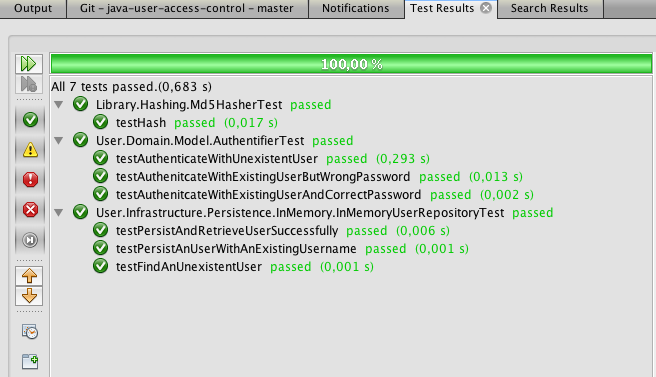 Output Git - java-user-access-control - master Notifications Test Results Search Results
100,00 %
All 7 tests passed.(0,683 s)
Library.Hashing.Md5HasherTest passed
testHash passed (0,017 s)
User.Domain.Model.AuthentifierTest passed
testAuthenticateWithUnexistentUser passed (0,293 s)
testAuthenitcateWithExistingUserButWrongPassword passed (0,013 s)
testAuthenitcateWithExistingUserAndCorrectPassword passed (0,002 s)
User.Infrastructure.Persistence.InMemory.InMemoryUserRepositoryTest passed
testPersistAndRetrieveUserSuccessfully passed (0,006 s)
testPersistAnUserWithAnExistingUsername passed (0,001 s)
testFindAnUnexistentUser passed (0,001 s)